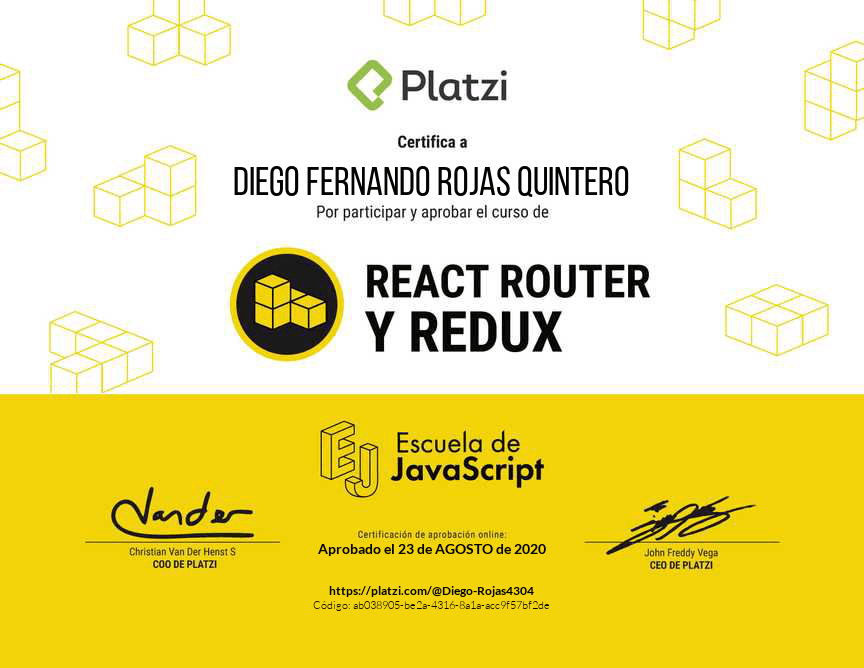 Platzi
Certifica a
DIEGO FERNANDO ROJAS QUINTERO
Por participar y aprobar el curso de
REACT ROUTER
Y REDUX
EJ
Escuela de
JavaScript
Vander
Certificación de aprobación online:
Aprobado el 23 de AGOSTO de 2020
Christian Van Der Henst S
COO DE PLATZI
John Freddy Vega
CEO DE PLATZI
https://platzi.com/@Diego-Rojas4304
Código: ab038905-be2a-4316-8a1a-acc9f57bf2de